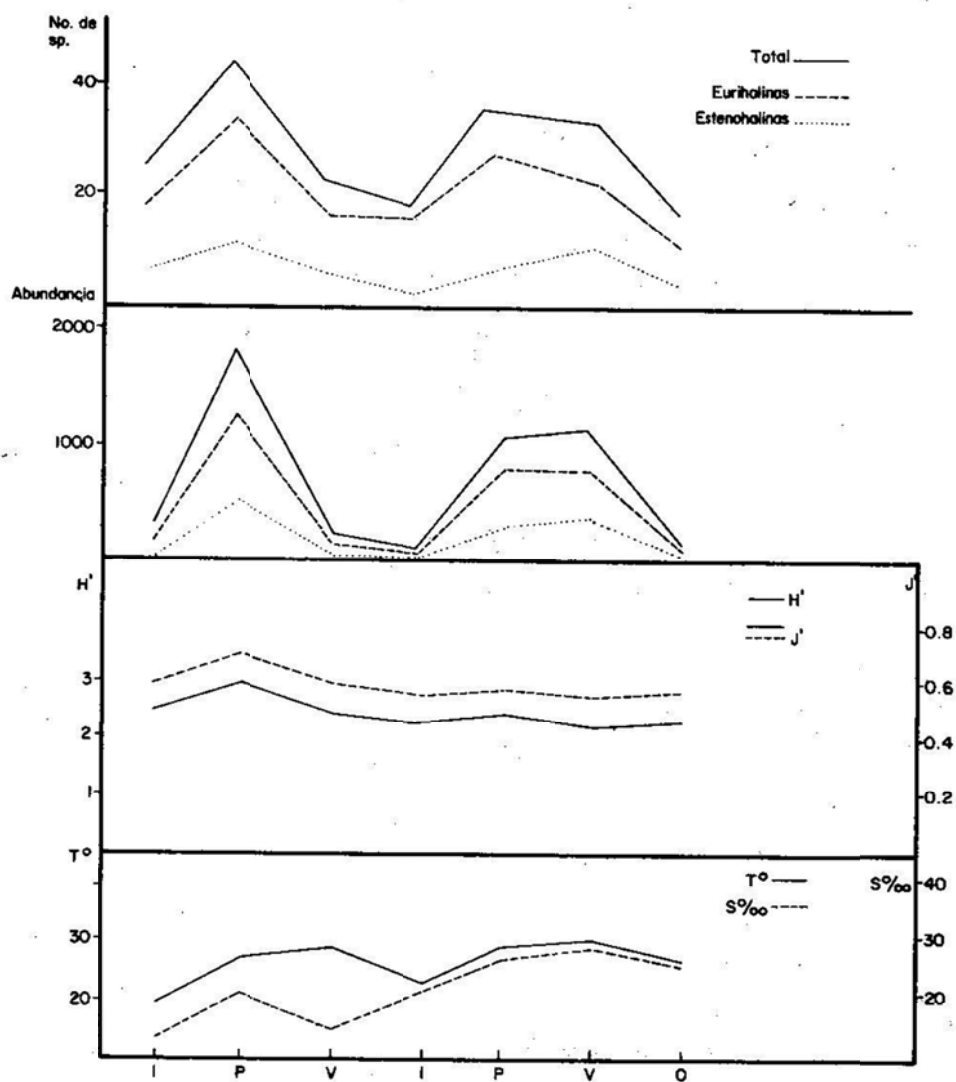 No. de
sp.
Total
Eurihalinas
Estenohalinas
40
20
Abundancia
2000
1000
H'
J'
H'
J'
0.8
3
0.6
2
0.4
1
0.2
T°
T°
S‰
40
S‰
30
30
20
20
I P V I P V O